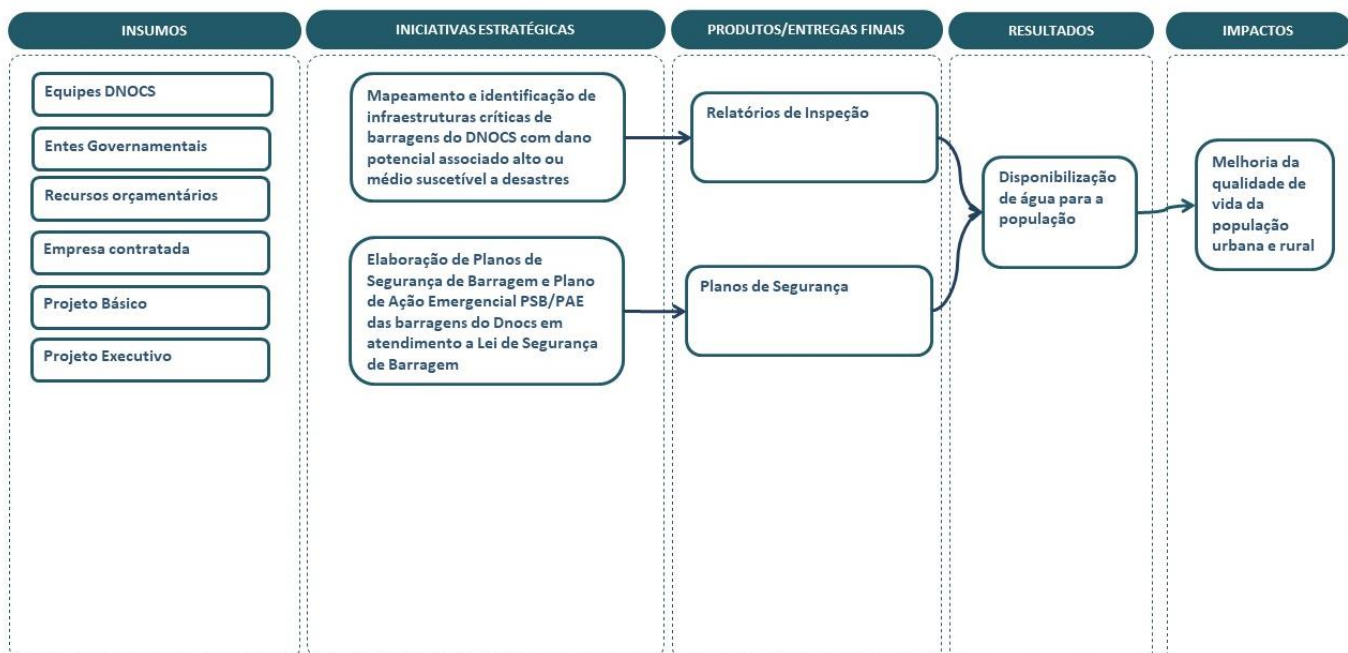 INSUMOS
INICIATIVAS ESTRATÉGICAS
PRODUTOS/ENTREGAS FINAIS
RESULTADOS
IMPACTOS
Equipes DNOCS
Entes Governamentais
Recursos orçamentários
Empresa contratada
Projeto Básico
Projeto Executivo
Mapeamento e identificação de
infraestruturas críticas de
barragens do DNOCS com dano
potencial associado alto ou
médio suscetível a desastres
Elaboração de Planos de
Segurança de Barragem e Plano
de Ação Emergencial PSB/PAE
das barragens do Dnocs em
atendimento a Lei de Segurança
de Barragem
Relatórios de Inspeção
Planos de Segurança
Disponibilização
de água para a
população
Melhoria da
qualidade de
vida da
população
urbana e rural